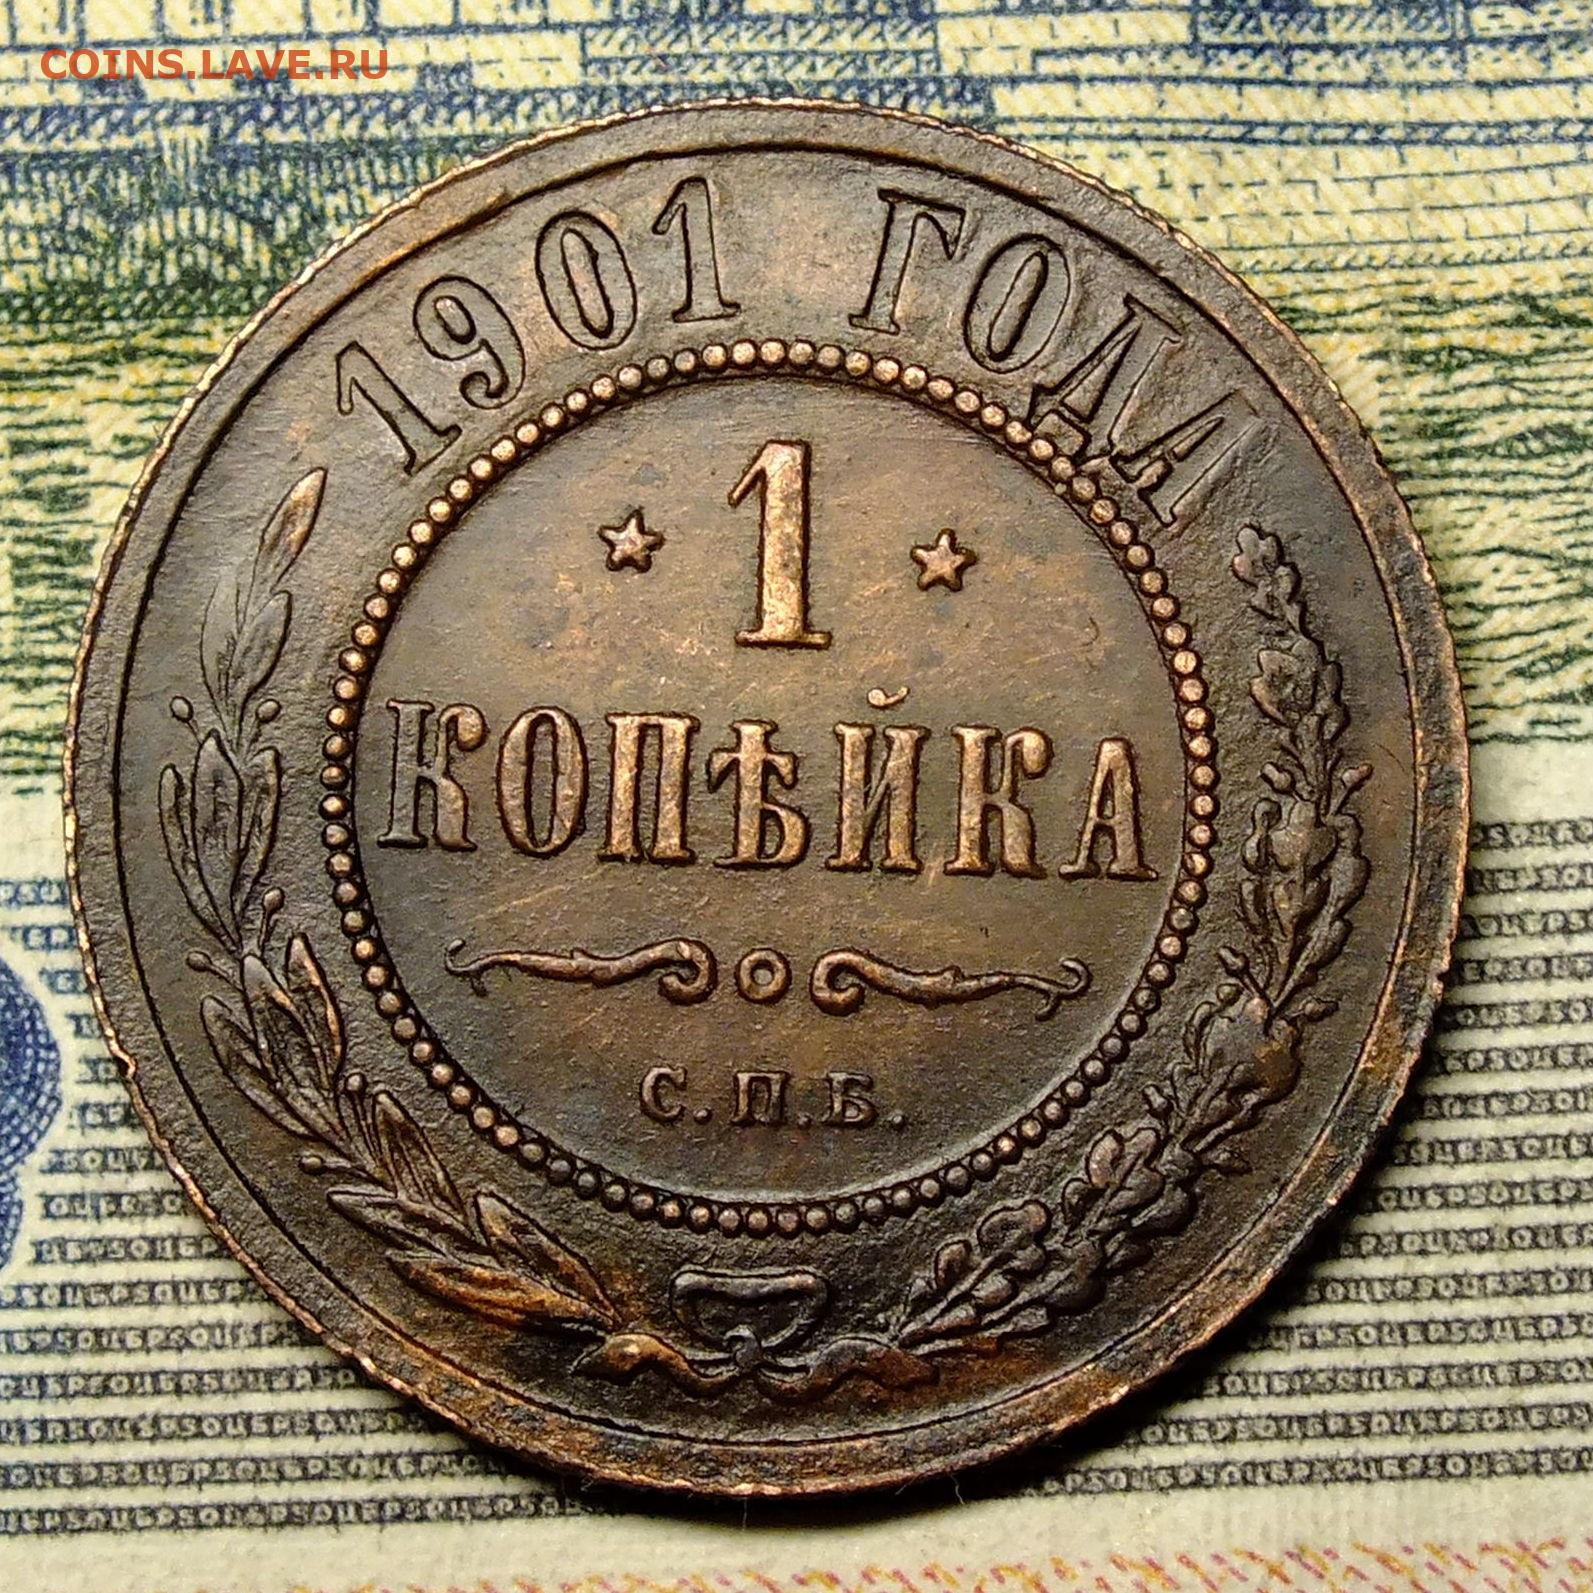 COINS.LAVE.RU
1901 ГОДА
1
КОПѢЙКА
С.П.Б.